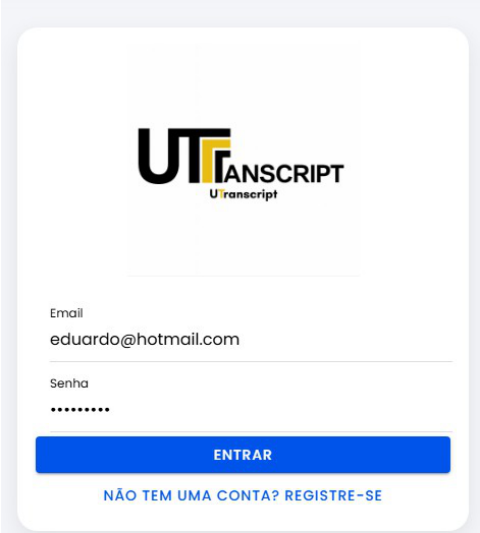 UTRANSCRIPT
UTranscript
Email
eduardo@hotmail.com
Senha
•••••••••
ENTRAR
NÃO TEM UMA CONTA? REGISTRE-SE